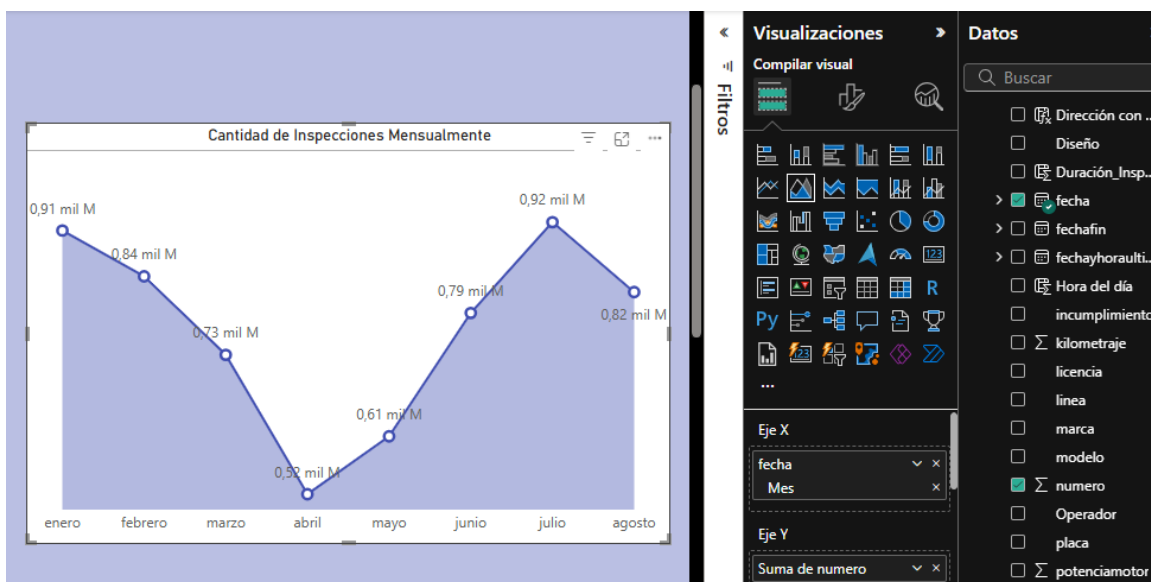 Cantidad de Inspecciones Mensualmente
0,91 mil M
0,84 mil M
0,73 mil M
0,52 mil M
0,61 mil M
0,79 mil M
0,92 mil M
0,82 mil M
enero febrero marzo abril mayo junio julio agosto
Filtros
Visualizaciones
Compilar visual
123
R
Py
123
...
Eje X
fecha
Mes
Eje Y
Suma de numero
Datos
Buscar
Dirección con ...
Diseño
Duración_Insp...
fecha
fechafin
fechayhoraulti...
Hora del día
incumplimiento
Σ kilometraje
licencia
linea
marca
modelo
Σ numero
Operador
placa
Σ potenciamotor